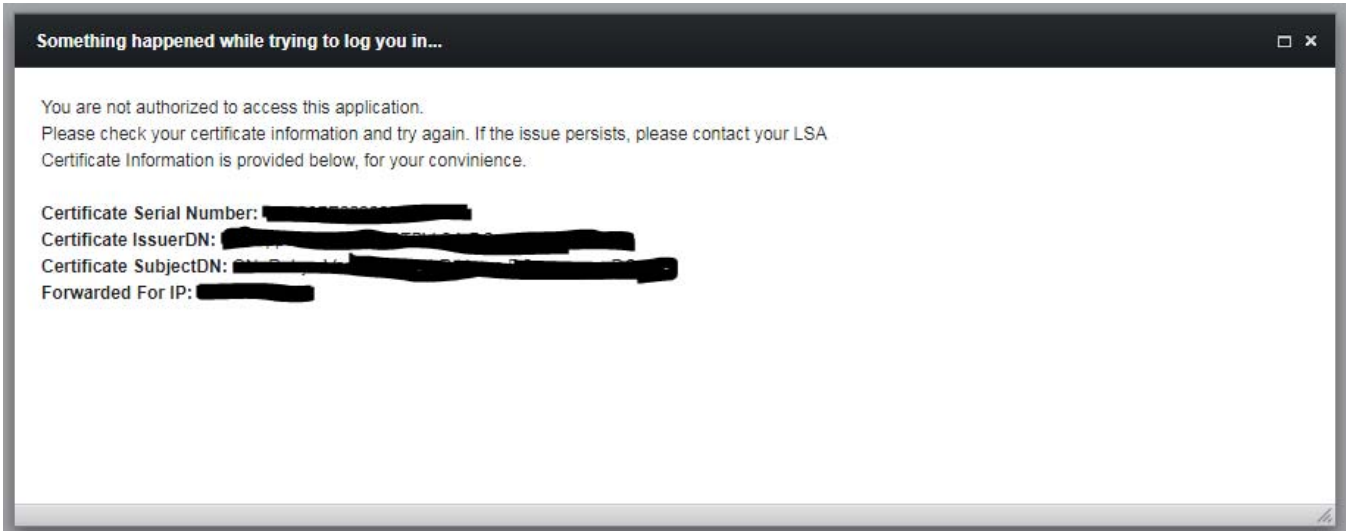 Something happened while trying to log you in...
You are not authorized to access this application.
Please check your certificate information and try again. If the issue persists, please contact your LSA
Certificate Information is provided below, for your convinience.
Certificate Serial Number:
Certificate IssuerDN:
Certificate SubjectDN:
Forwarded For IP: